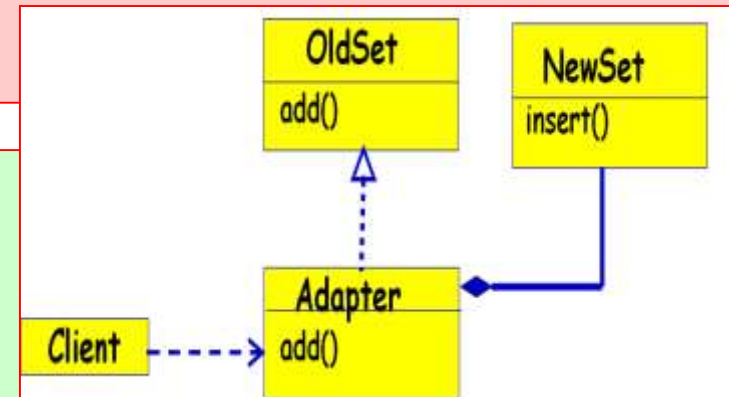 OldSet
add()
NewSet
insert()
Adapter
add()
Client